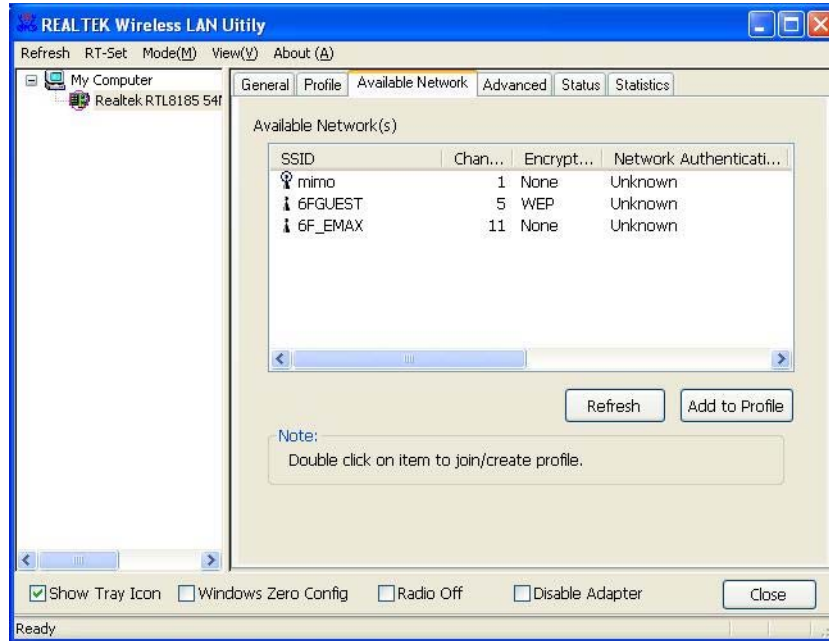 REALTEK Wireless LAN Uitily
Refresh RT-Set Mode(M) View(V) About (A)
My Computer
Realtek RTL8185 54
General Profile Available Network Advanced Status Statistics
Available Network(s)
SSID Chan... Encrypt... Network Authenticati...
mimo 1 None Unknown
6FGUEST 5 WEP Unknown
6F_EMAX 11 None Unknown
Refresh Add to Profile
Note:
Double click on item to join/create profile.
Show Tray Icon Windows Zero Config Radio Off Disable Adapter Close
Ready